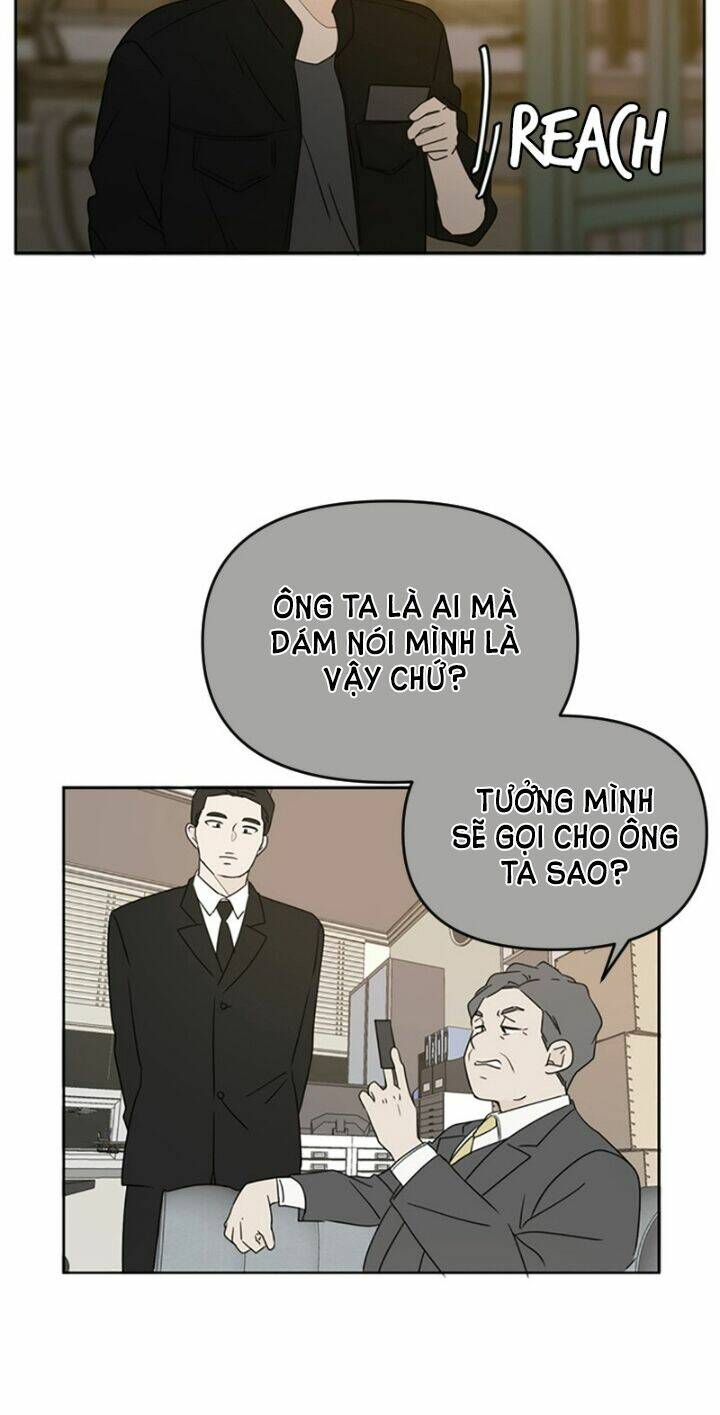 REACH
ÔNG TA LÀ AI MÀ
DÁM NÓI MÌNH LÀ
VẬY CHỨ?
TƯỞNG MÌNH
SẼ GỌI CHO ÔNG
TA SAO?